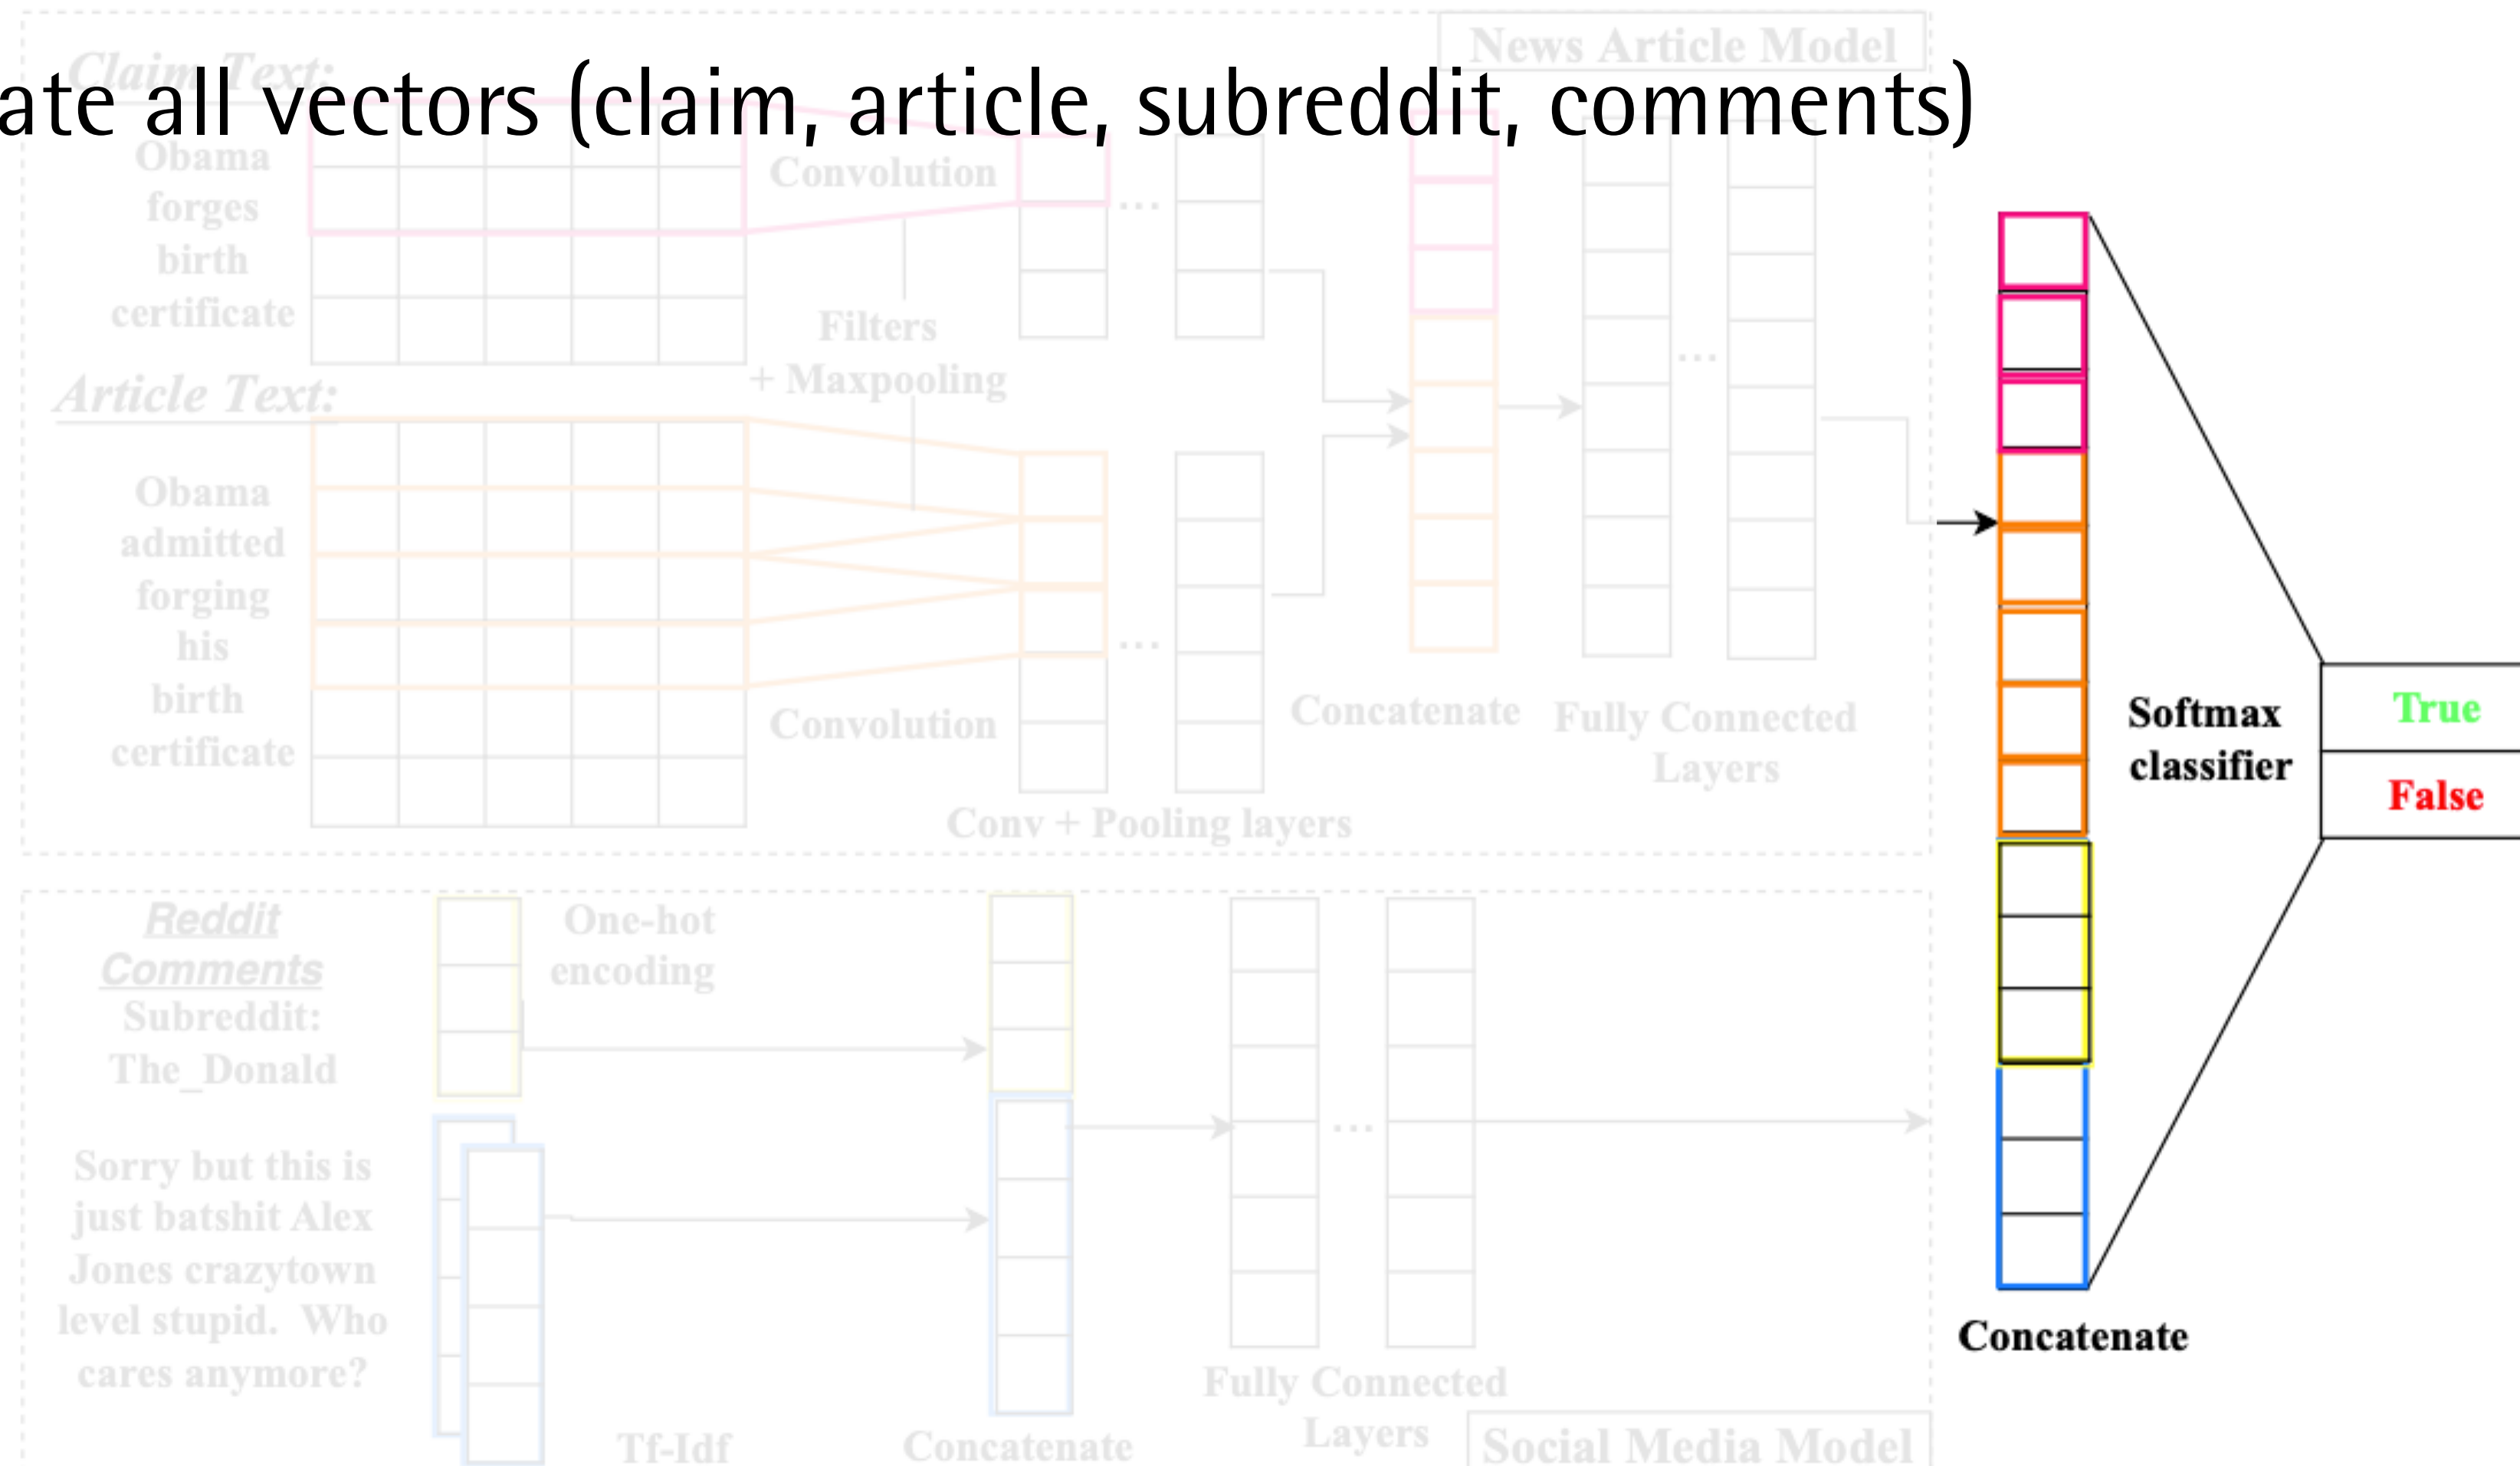 ate all vectors (claim, article, subreddit, comments)
News Article Model
Claim Text:
Obama
forges
birth
certificate
Convolution
...
Filters
+ Maxpooling
...
Article Text:
Obama
admitted
forging
his
birth
certificate
Convolution
...
Conv + Pooling layers
Concatenate
Fully Connected
Layers
Softmax
classifier
True
False
Concatenate
Reddit
Comments
Subreddit:
The_Donald
One-hot
encoding
Sorry but this is
just batshit Alex
Jones crazytown
level stupid. Who
cares anymore?
Tf-Idf
Concatenate
...
Fully Connected
Layers
Social Media Model